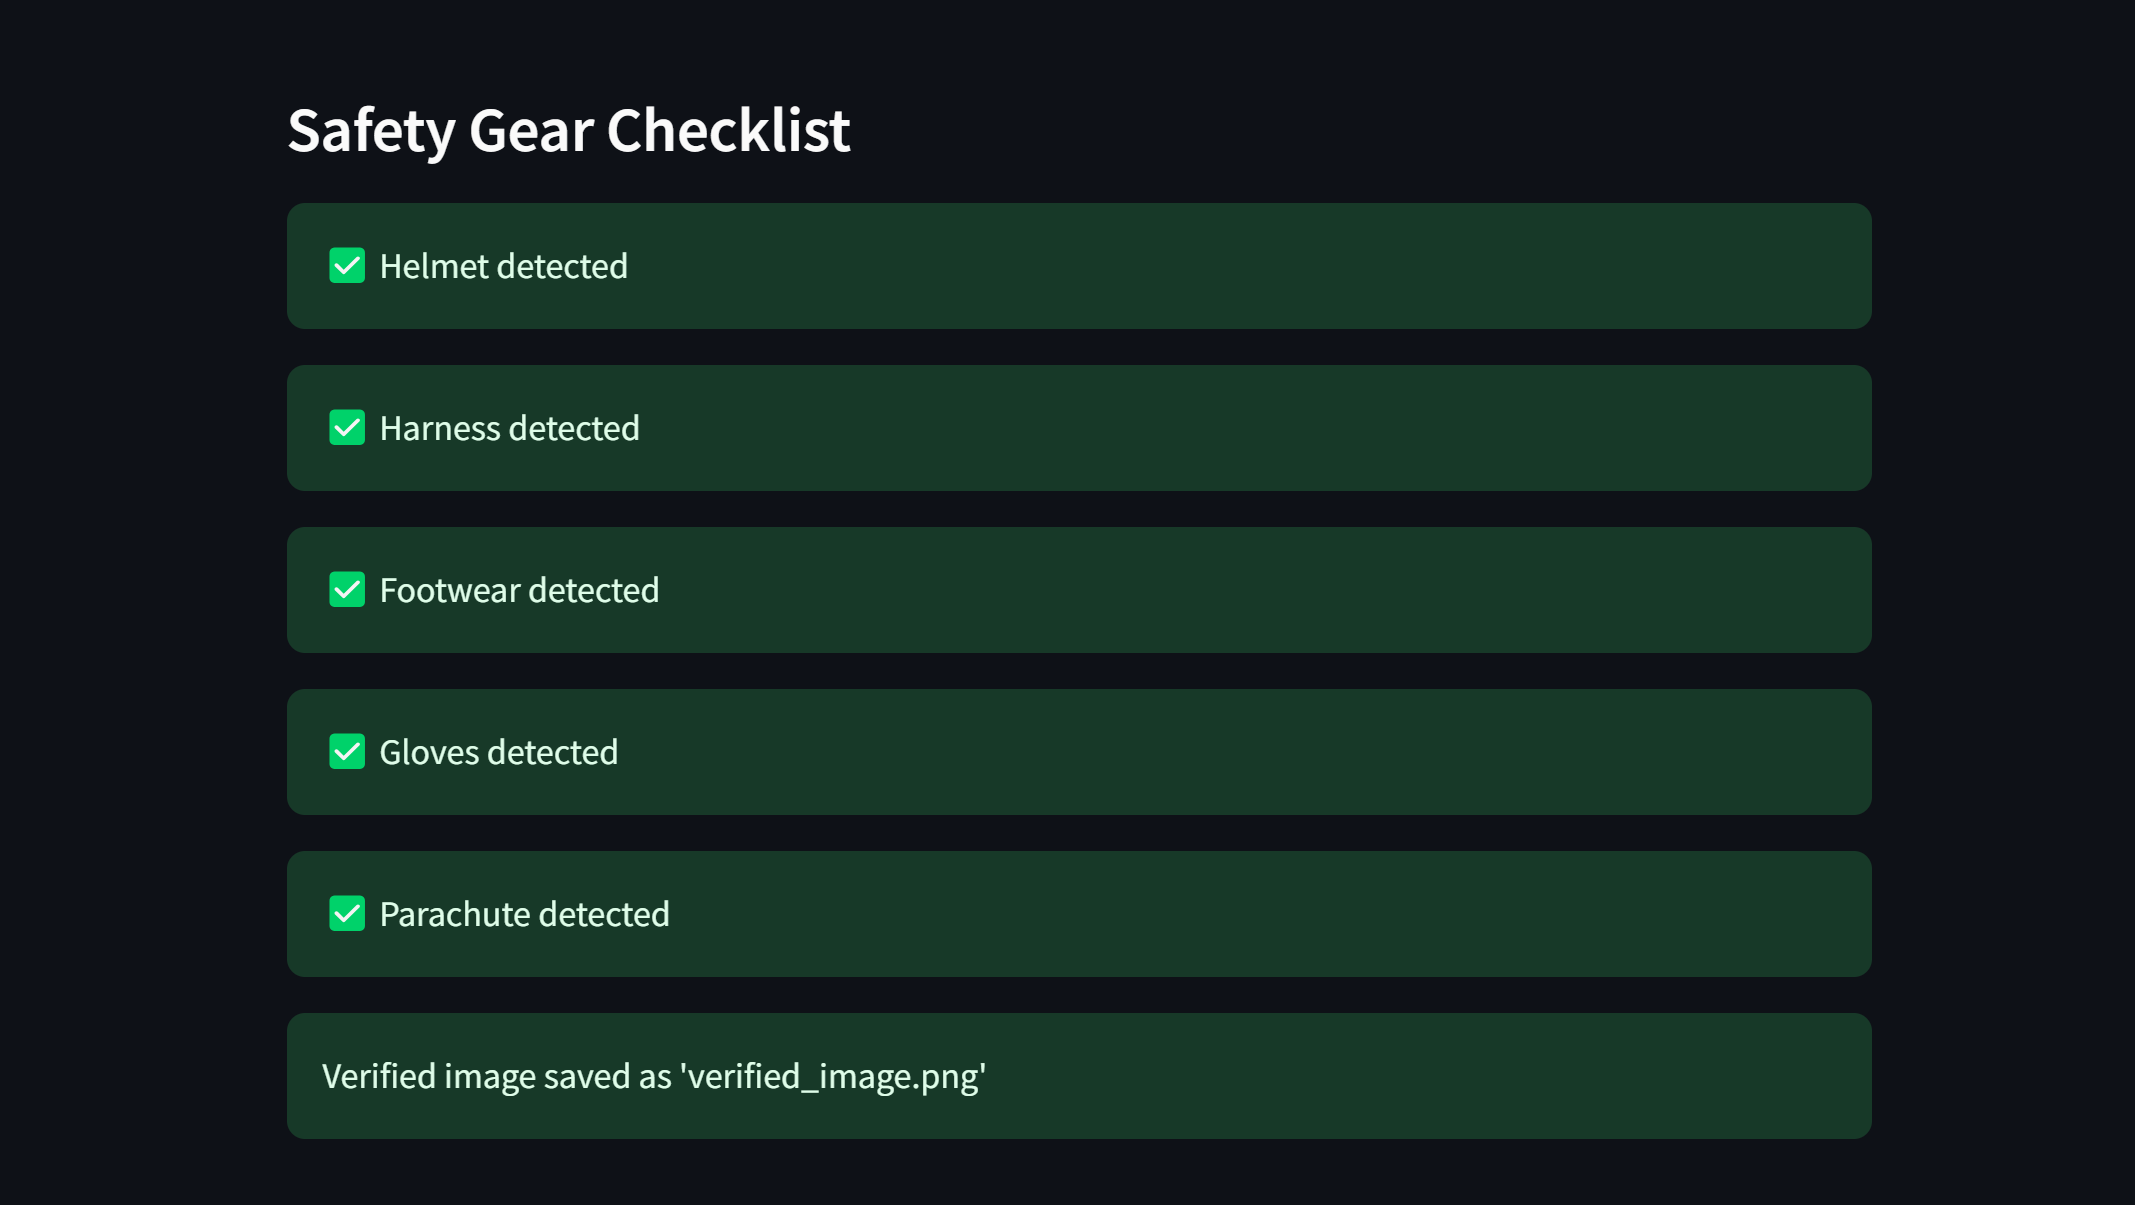 Safety Gear Checklist
✅ Helmet detected
✅ Harness detected
✅ Footwear detected
✅ Gloves detected
✅ Parachute detected
Verified image saved as 'verified_image.png'